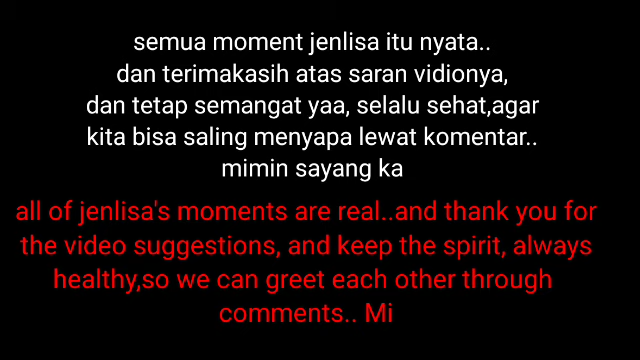 semua moment jenlisa itu nyata..
dan terimakasih atas saran vidionya,
dan tetap semangat yaa, selalu sehat,agar
kita bisa saling menyapa lewat komentar..
mimin sayang ka
all of jenlisa's moments are real..and thank you for
the video suggestions, and keep the spirit, always
healthy,so we can greet each other through
comments.. Mi